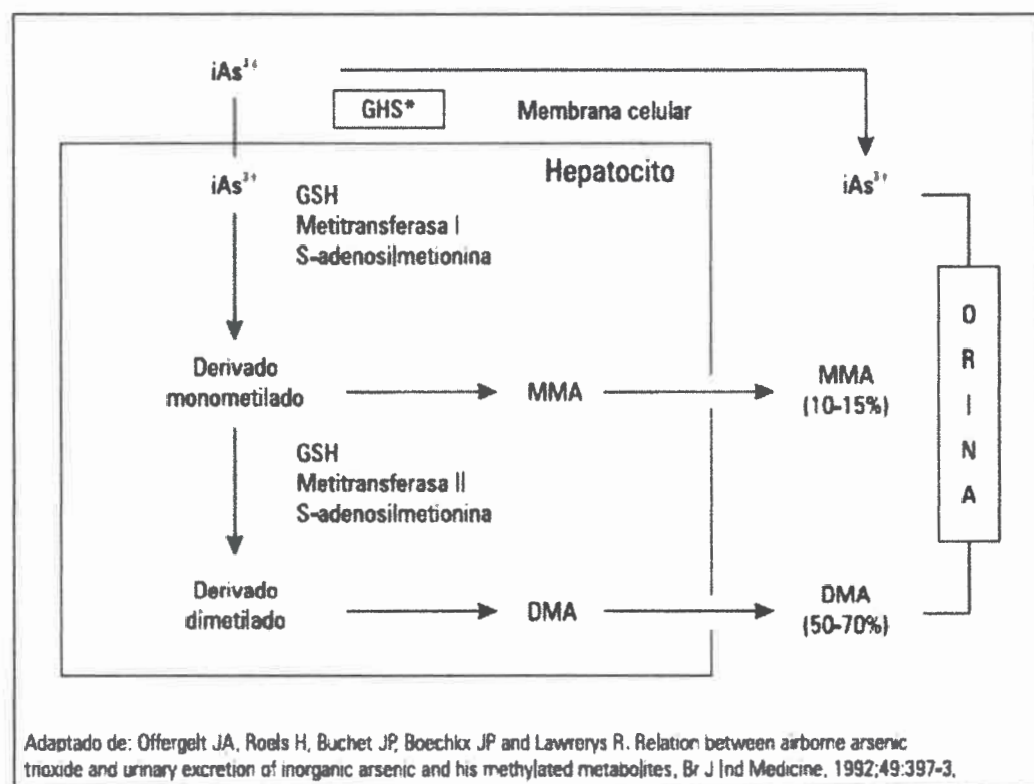 iAs³⁺
GHS*
Membrana celular
Hepatocito
iAs³⁺
iAs³⁺
GSH
Metitransferasa I
S-adenosilmetionina
Derivado
monometilado
MMA
MMA
(10-15%)
GSH
Metitransferasa II
S-adenosilmetionina
Derivado
dimetilado
DMA
DMA
(50-70%)
ORINA
Adaptado de: Offergelt JA, Roels H, Buchet JP, Boechkx JP and Lawrerys R. Relation between airborne arsenic
trioxide and urinary excretion of inorganic arsenic and his methylated metabolites, Br J Ind Medicine, 1992:49:397-3,